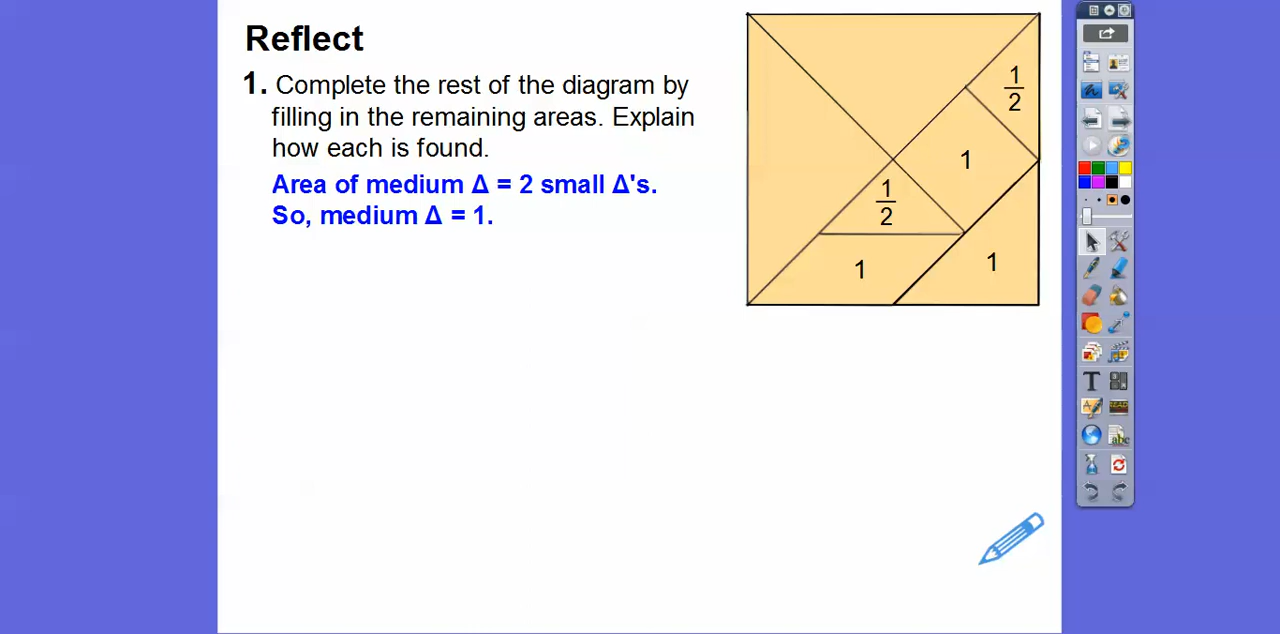 Reflect
1. Complete the rest of the diagram by
filling in the remaining areas. Explain
how each is found.
Area of medium Δ = 2 small Δ's.
So, medium Δ = 1.
1
2
1
1
2
1
1
T
abc